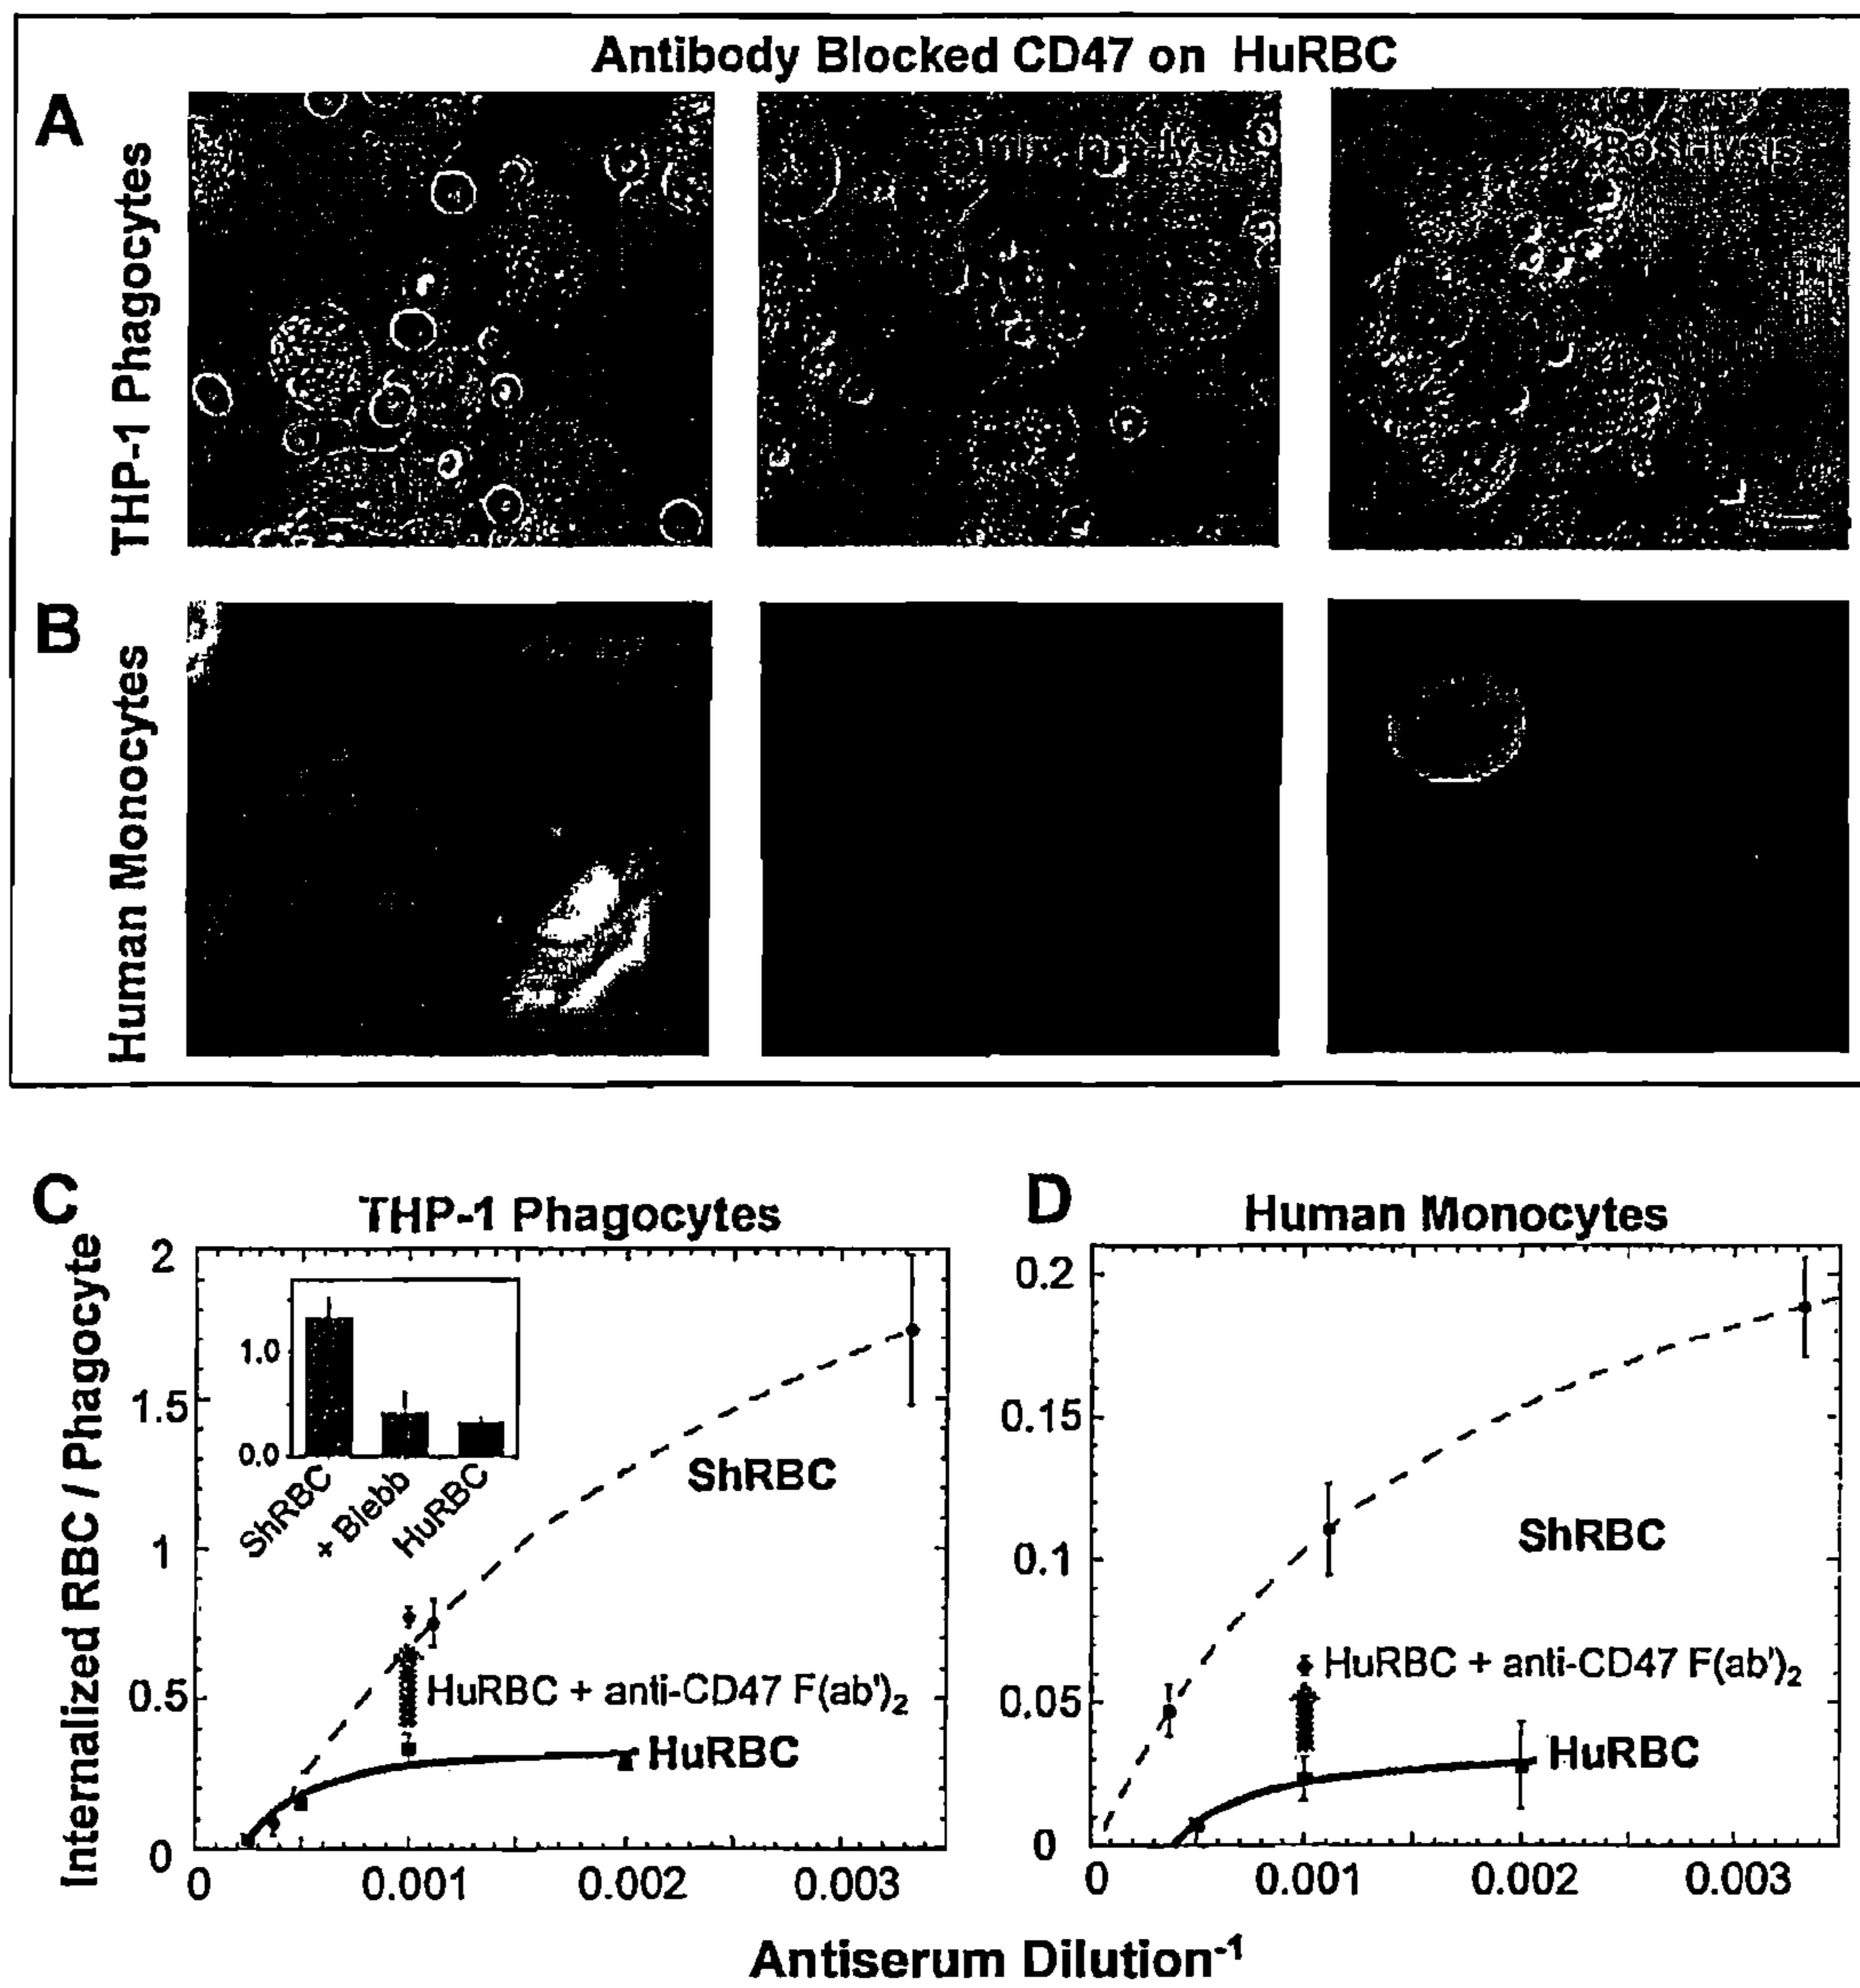 Antibody Blocked CD47 on HuRBC
A
THP-1 Phagocytes
B
Human Monocytes
C
THP-1 Phagocytes
Internalized RBC / Phagocyte
2
1.5
1
0.5
0
1.0
0.0
ShRBC
+ Blebb
HuRBC
ShRBC
HuRBC + anti-CD47 F(ab')₂
HuRBC
0
0.001
0.002
0.003
D
Human Monocytes
0.2
0.15
0.1
0.05
0
ShRBC
HuRBC + anti-CD47 F(ab')₂
HuRBC
0
0.001
0.002
0.003
Antiserum Dilution⁻¹